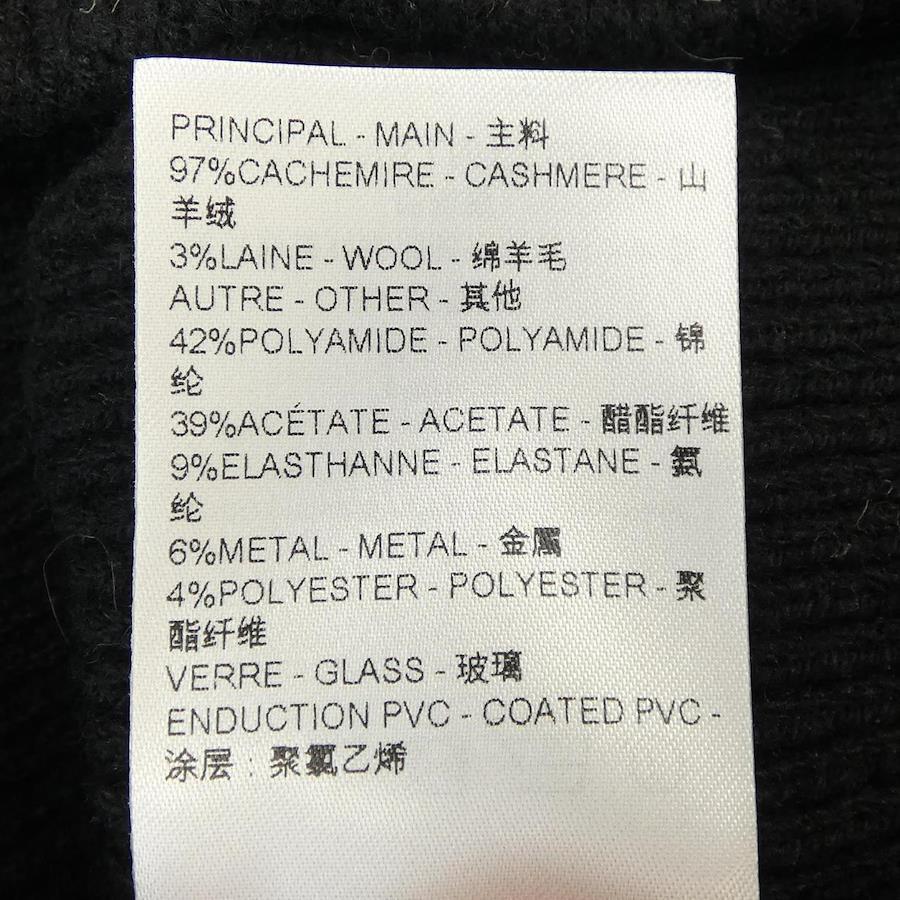 PRINCIPAL - MAIN - 主料
97%CACHEMIRE - CASHMERE - 山
羊绒
3%LAINE - WOOL - 绵羊毛
AUTRE - OTHER - 其他
42%POLYAMIDE - POLYAMIDE - 锦
纶
39%ACÉTATE - ACETATE - 醋酯纤维
9%ELASTHANNE - ELASTANE - 氨
纶
6%METAL - METAL - 金属
4%POLYESTER - POLYESTER - 聚
酯纤维
VERRE - GLASS - 玻璃
ENDUCTION PVC - COATED PVC -
涂层 : 聚氯乙烯